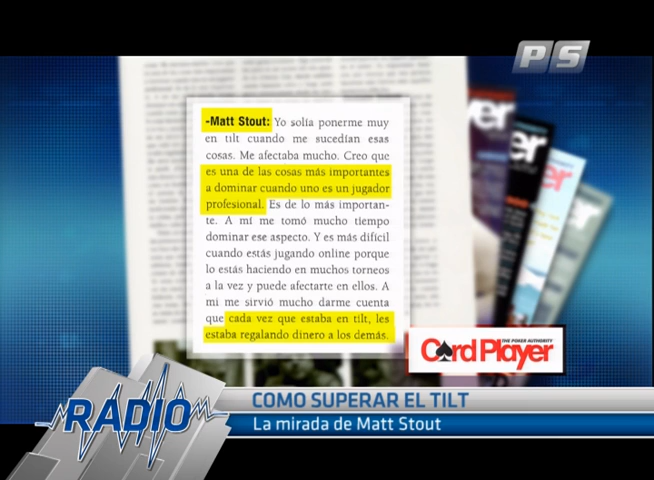 PS
-Matt Stout: Yo solía ponerme muy
en tilt cuando me sucedían esas
cosas. Me afectaba mucho. Creo que
es una de las cosas más importantes
a dominar cuando uno es un jugador
profesional. Es de lo más importan-
te. A mí me tomó mucho tiempo
dominar ese aspecto. Y es más difícil
cuando estás jugando online porque
lo estás haciendo en muchos torneos
a la vez y puede afectarte en ellos. A
mi me sirvió mucho darme cuenta
que cada vez que estaba en tilt, les
estaba regalando dinero a los demás.
THE POKER AUTHORITY
Card Player
RADIO
COMO SUPERAR EL TILT
La mirada de Matt Stout